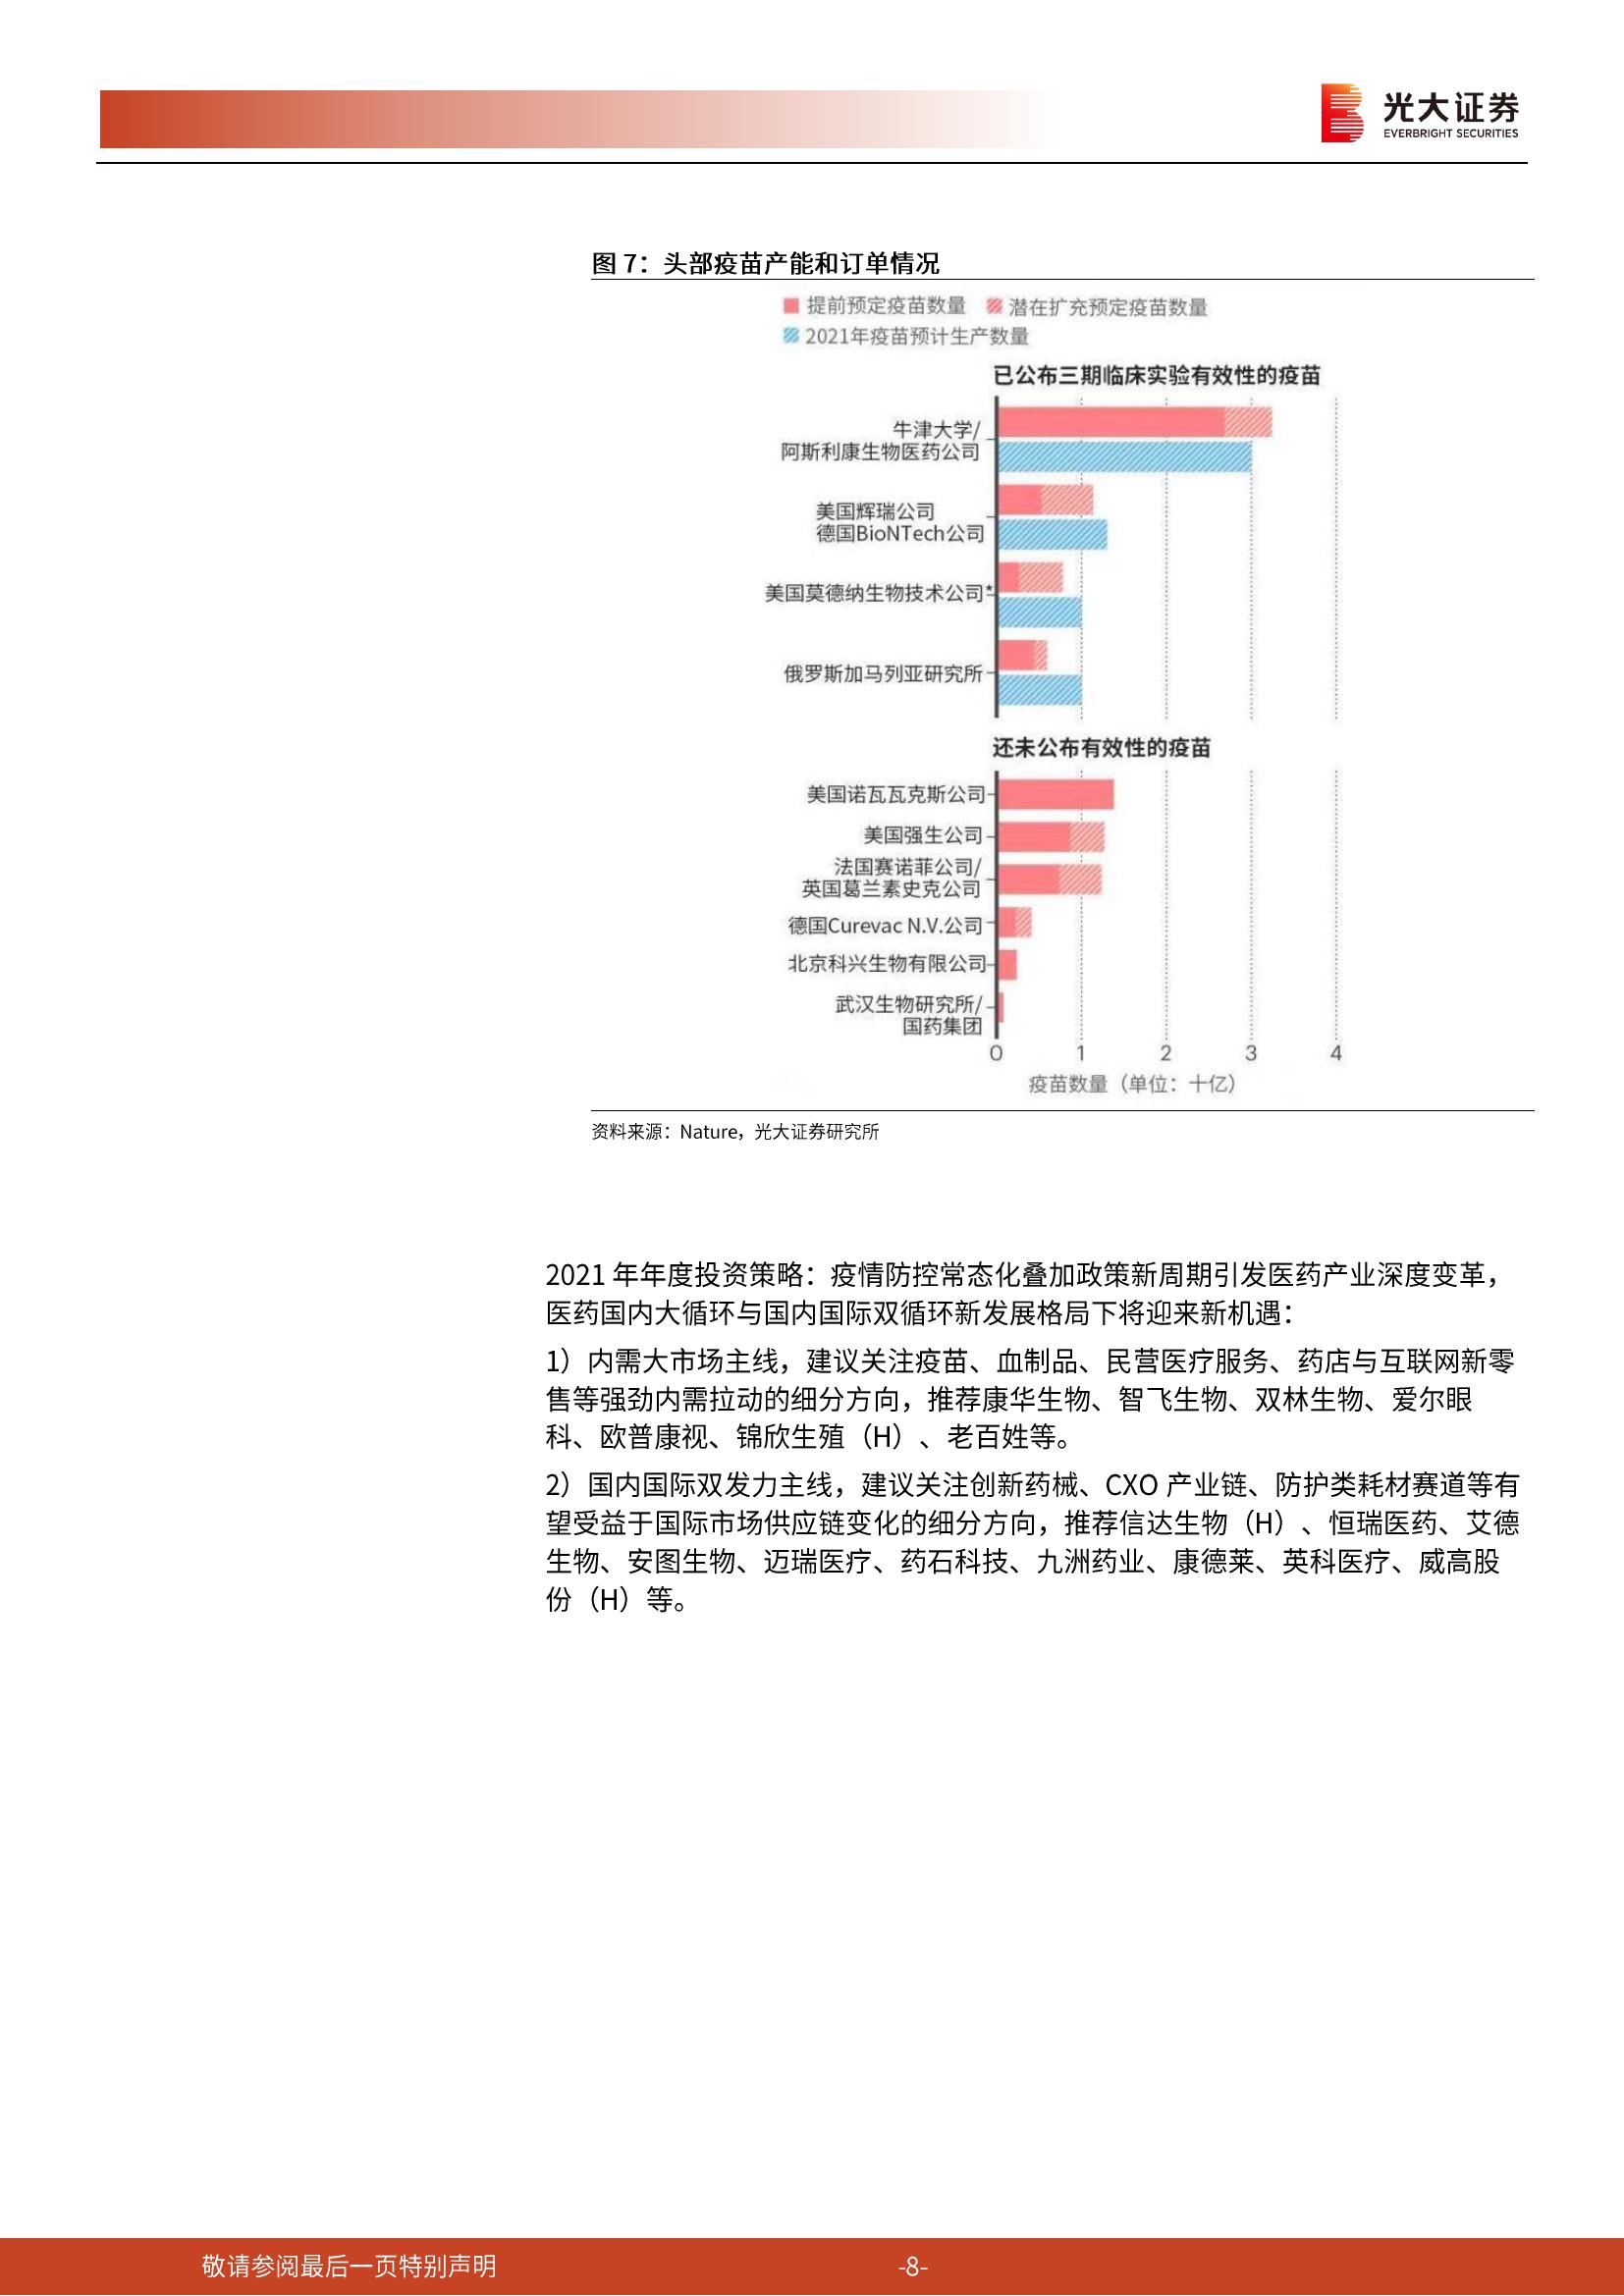 光大证券
EVERBRIGHT SECURITIES
图 7：头部疫苗产能和订单情况
提前预定疫苗数量 潜在扩充预定疫苗数量
2021年疫苗预计生产数量
已公布三期临床实验有效性的疫苗
牛津大学/
阿斯利康生物医药公司
美国辉瑞公司
德国BioNTech公司
美国莫德纳生物技术公司*
俄罗斯加马列亚研究所
还未公布有效性的疫苗
美国诺瓦瓦克斯公司
美国强生公司
法国赛诺菲公司/
英国葛兰素史克公司
德国Curevac N.V.公司
北京科兴生物有限公司
武汉生物研究所/
国药集团
0 1 2 3 4
疫苗数量（单位：十亿）
资料来源：Nature，光大证券研究所
2021 年年度投资策略：疫情防控常态化叠加政策新周期引发医药产业深度变革，
医药国内大循环与国内国际双循环新发展格局下将迎来新机遇：
1）内需大市场主线，建议关注疫苗、血制品、民营医疗服务、药店与互联网新零
售等强劲内需拉动的细分方向，推荐康华生物、智飞生物、双林生物、爱尔眼
科、欧普康视、锦欣生殖（H）、老百姓等。
2）国内国际双发力主线，建议关注创新药械、CXO 产业链、防护类耗材赛道等有
望受益于国际市场供应链变化的细分方向，推荐信达生物（H）、恒瑞医药、艾德
生物、安图生物、迈瑞医疗、药石科技、九洲药业、康德莱、英科医疗、威高股
份（H）等。
敬请参阅最后一页特别声明 -8-